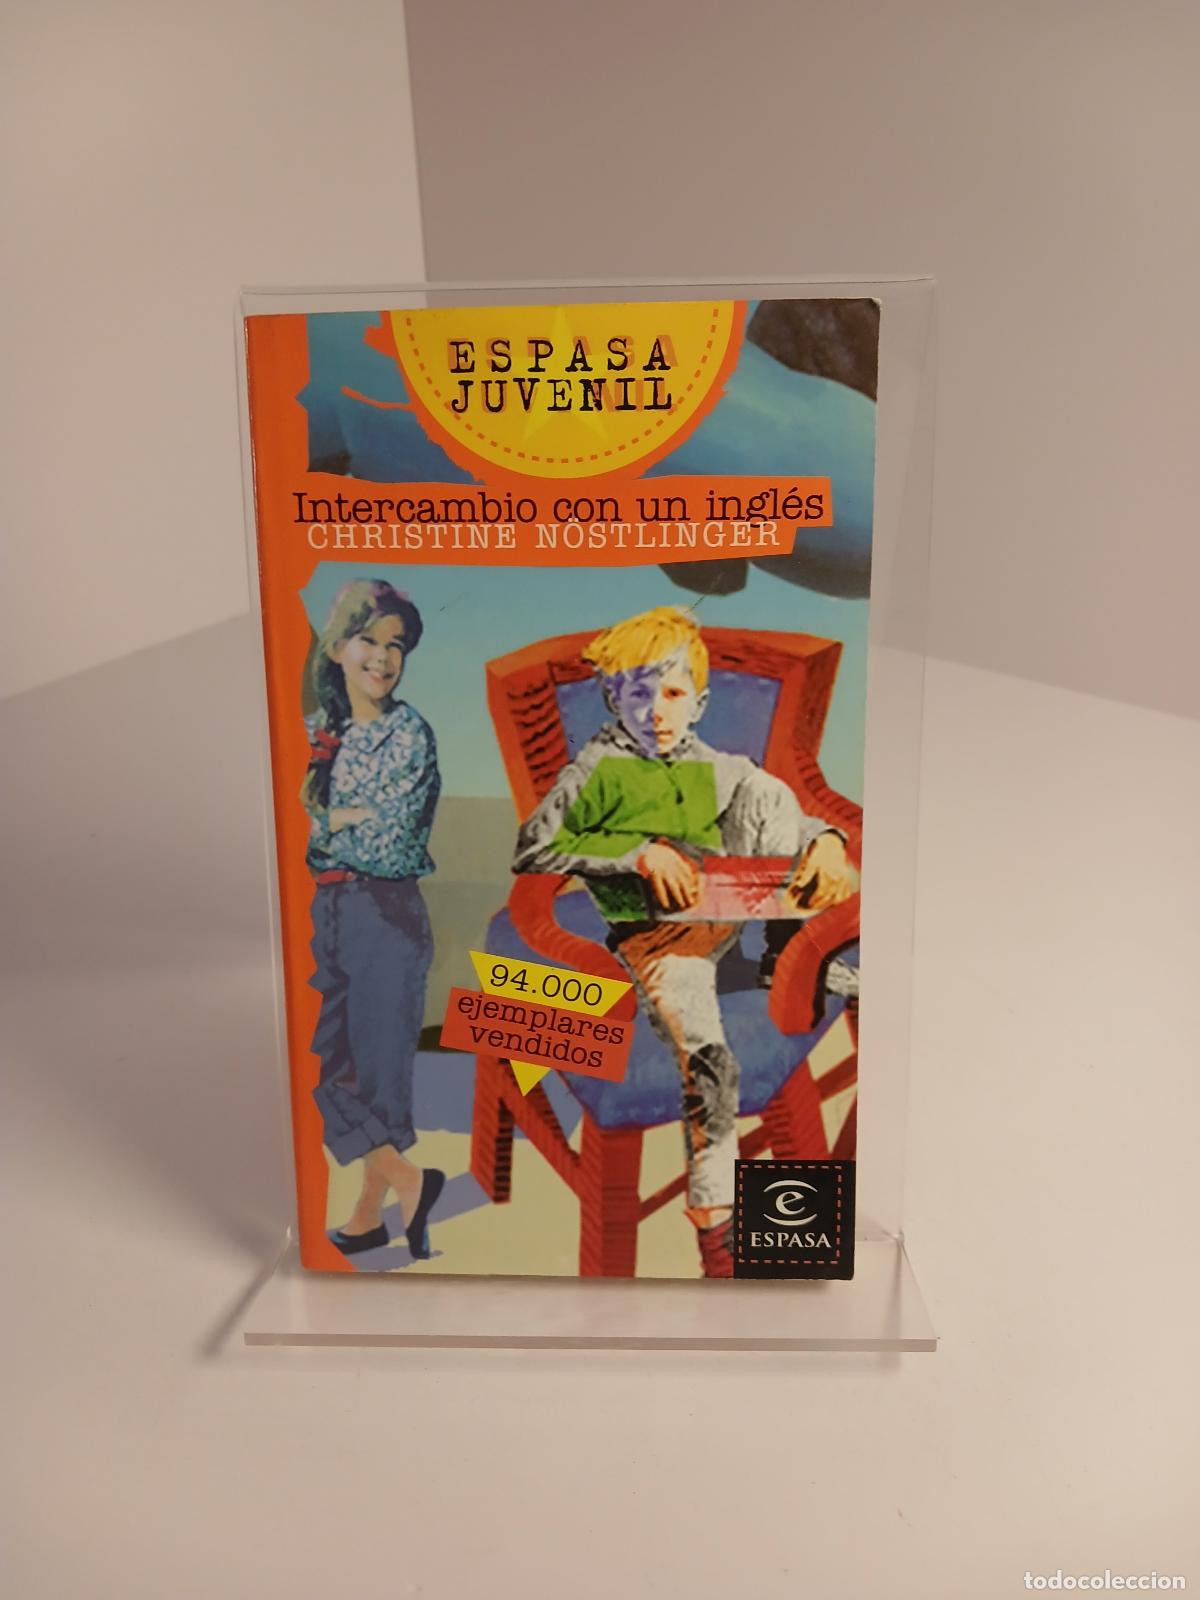 ESPASA
JUVENIL
Intercambio con un inglés
CHRISTINE NÖSTLINGER
94.000
ejemplares
vendidos
e
ESPASA
todocoleccion